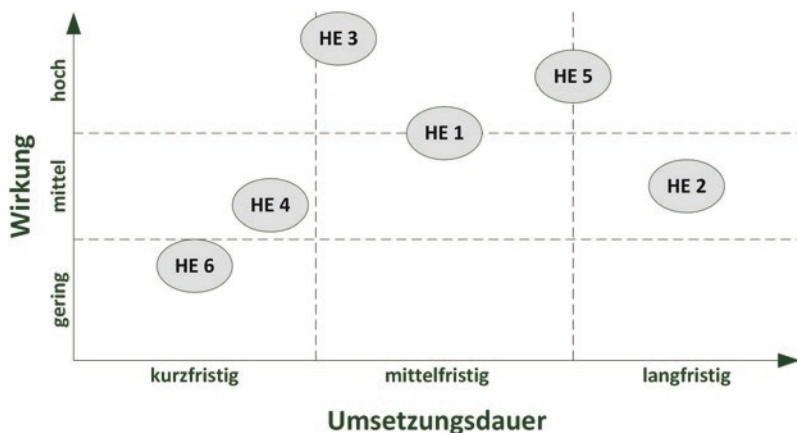 Wirkung
hoch
mittel
gering
HE 3
HE 5
HE 1
HE 2
HE 4
HE 6
kurzfristig
mittelfristig
langfristig
Umsetzungsdauer